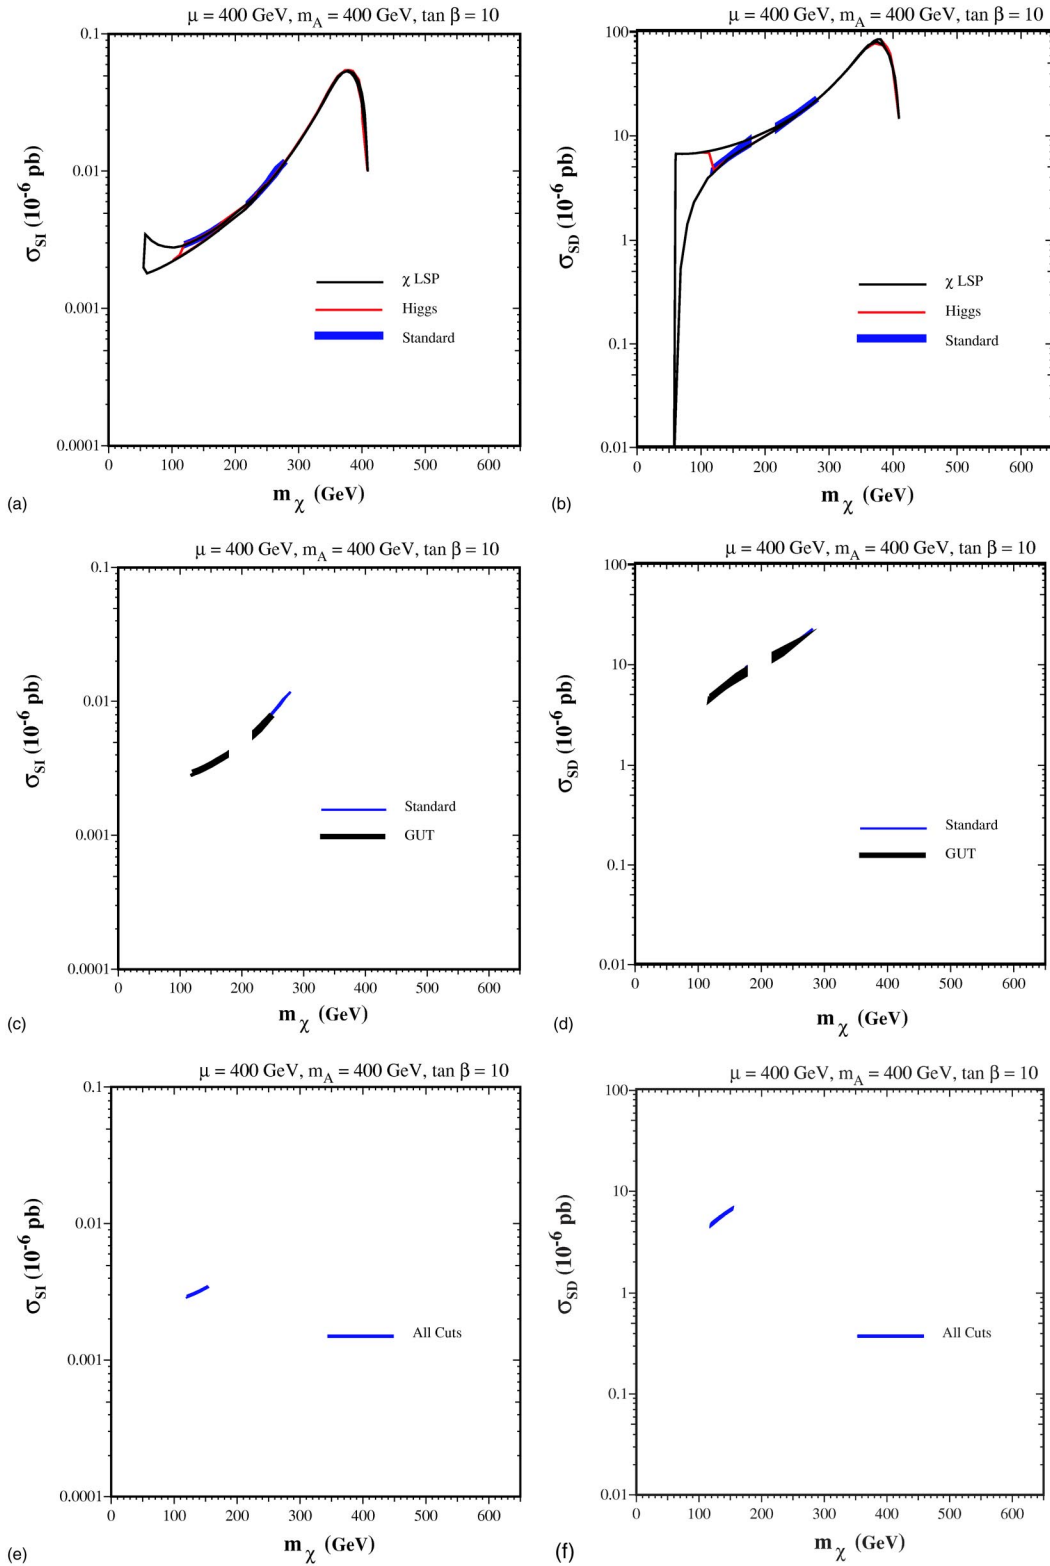 μ = 400 GeV, m_A = 400 GeV, tan β = 10
0.1
0.01
0.001
0.0001
σ_SI (10^-6 pb)
χ LSP
Higgs
Standard
0 100 200 300 400 500 600
m_χ (GeV)
(a)
μ = 400 GeV, m_A = 400 GeV, tan β = 10
100
10
1
0.1
0.01
σ_SD (10^-6 pb)
χ LSP
Higgs
Standard
0 100 200 300 400 500 600
m_χ (GeV)
(b)
μ = 400 GeV, m_A = 400 GeV, tan β = 10
0.1
0.01
0.001
0.0001
σ_SI (10^-6 pb)
Standard
GUT
0 100 200 300 400 500 600
m_χ (GeV)
(c)
μ = 400 GeV, m_A = 400 GeV, tan β = 10
100
10
1
0.1
0.01
σ_SD (10^-6 pb)
Standard
GUT
0 100 200 300 400 500 600
m_χ (GeV)
(d)
μ = 400 GeV, m_A = 400 GeV, tan β = 10
0.1
0.01
0.001
0.0001
σ_SI (10^-6 pb)
All Cuts
0 100 200 300 400 500 600
m_χ (GeV)
(e)
μ = 400 GeV, m_A = 400 GeV, tan β = 10
100
10
1
0.1
0.01
σ_SD (10^-6 pb)
All Cuts
0 100 200 300 400 500 600
m_χ (GeV)
(f)